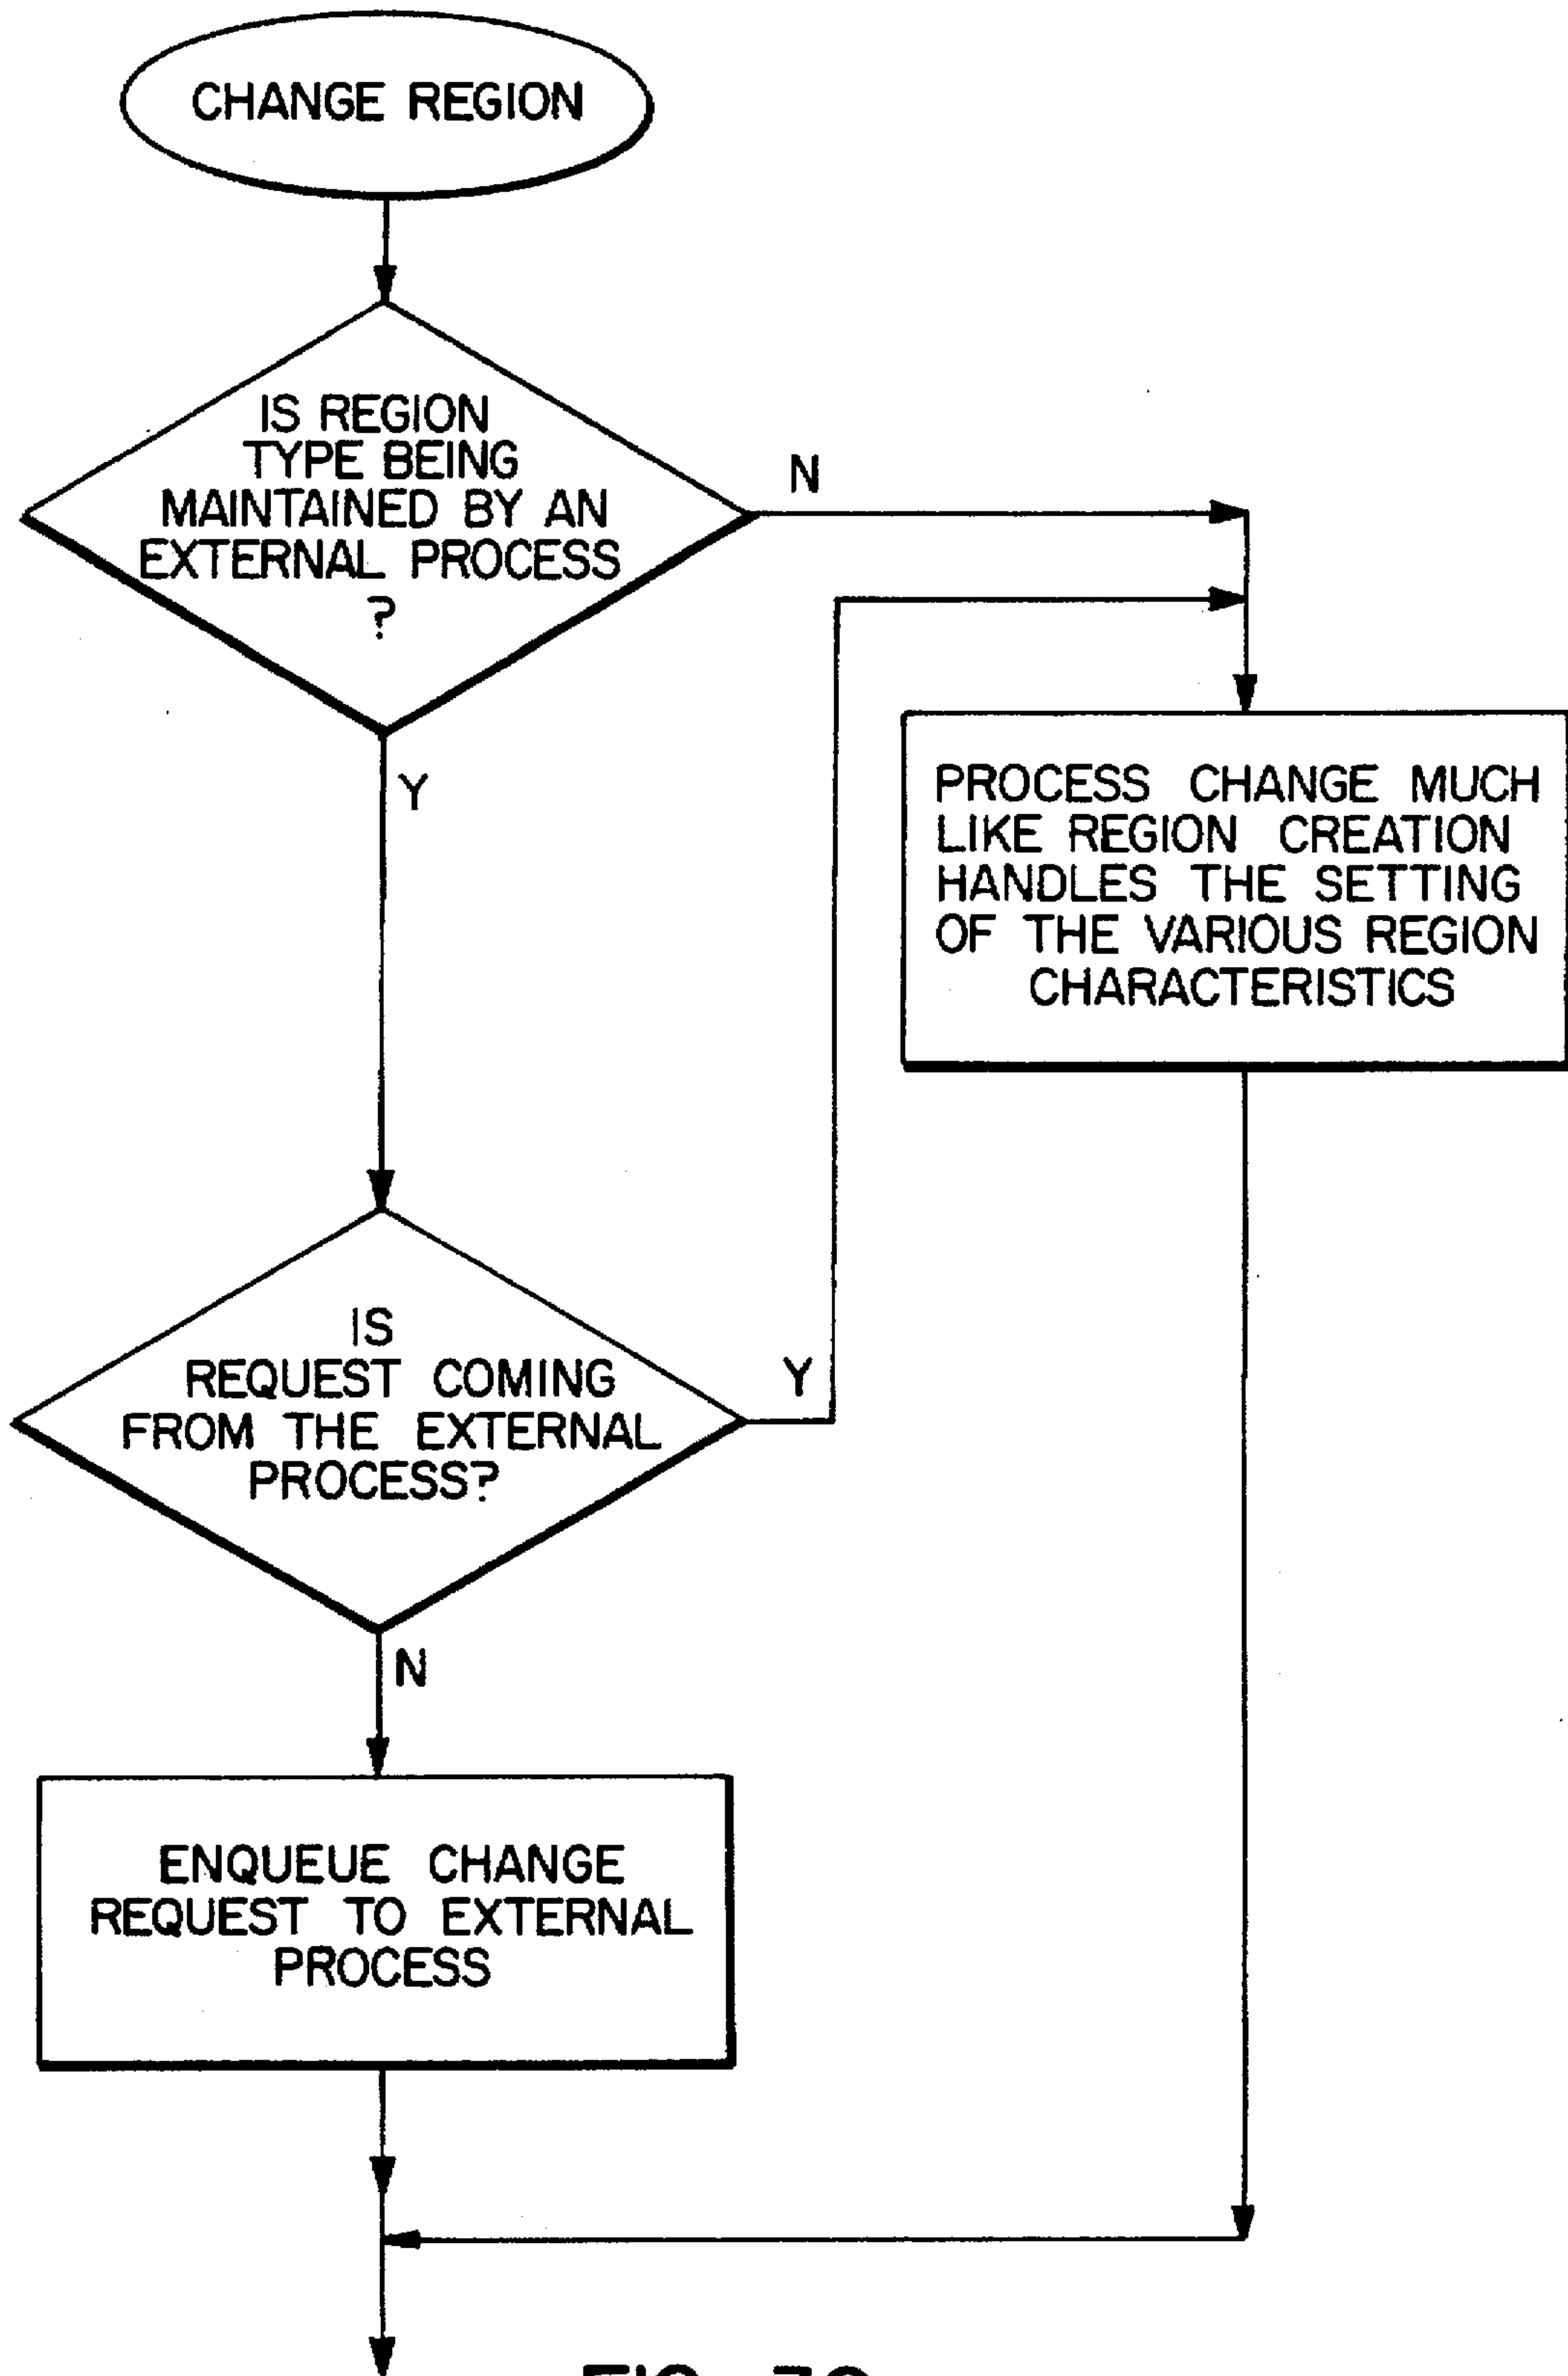 CHANGE REGION
IS REGION
TYPE BEING
MAINTAINED BY AN
EXTERNAL PROCESS
?
N
Y
PROCESS CHANGE MUCH
LIKE REGION CREATION
HANDLES THE SETTING
OF THE VARIOUS REGION
CHARACTERISTICS
IS
REQUEST COMING
FROM THE EXTERNAL
PROCESS?
Y
N
ENQUEUE CHANGE
REQUEST TO EXTERNAL
PROCESS